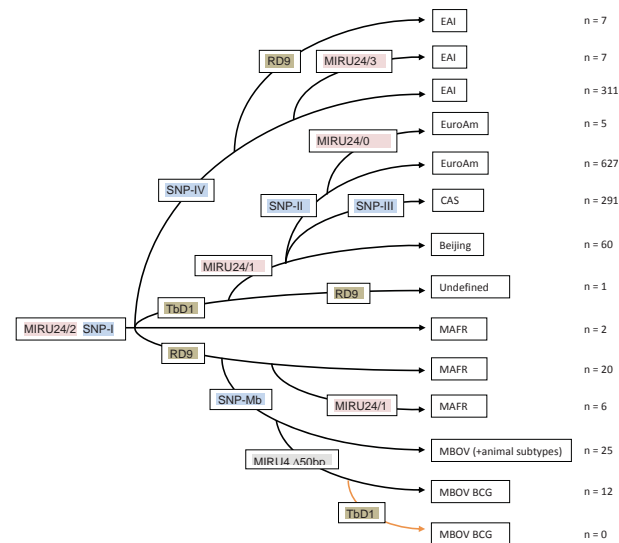 EAI n = 7
RD9 MIRU24/3 EAI n = 7
EAI n = 311
EuroAm n = 5
MIRU24/0
EuroAm n = 627
SNP-IV
SNP-II SNP-III CAS n = 291
Beijing n = 60
MIRU24/1
RD9 Undefined n = 1
TbD1
MIRU24/2 SNP-I MAFR n = 2
RD9
MAFR n = 20
SNP-Mb
MIRU24/1 MAFR n = 6
MBOV (+animal subtypes) n = 25
MIRU4 Δ50bp
MBOV BCG n = 12
TbD1
MBOV BCG n = 0